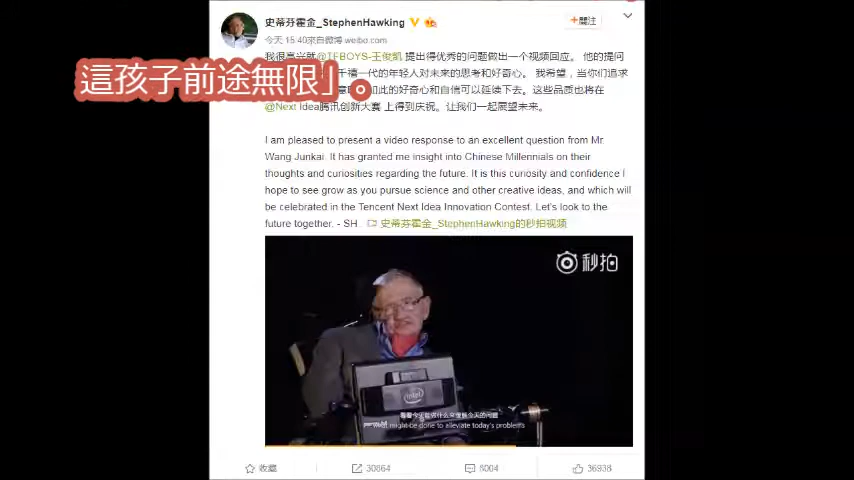 史蒂芬霍金_StephenHawking
+關注
今天 15:40来自微博 weibo.com
我很高兴就@TFBOYS-王俊凯 提出得优秀的问题做出一个视频回应。 他的提问
千禧一代的年轻人对未来的思考和好奇心。 我希望，当你们追求
這孩子前途無限」。
如此的好奇心和自信可以延续下去。这些品质也将在
@Next Idea腾讯创新大赛 上得到庆祝。让我们一起展望未来。
I am pleased to present a video response to an excellent question from Mr.
Wang Junkai. It has granted me insight into Chinese Millennials on their
thoughts and curiosities regarding the future. It is this curiosity and confidence I
hope to see grow as you pursue science and other creative ideas, and which will
be celebrated in the Tencent Next Idea Innovation Contest. Let's look to the
future together. - SH 史蒂芬霍金_StephenHawking的秒拍视频
秒拍
intel
might be done to alleviate today's problems
收藏
30864
6004
36938